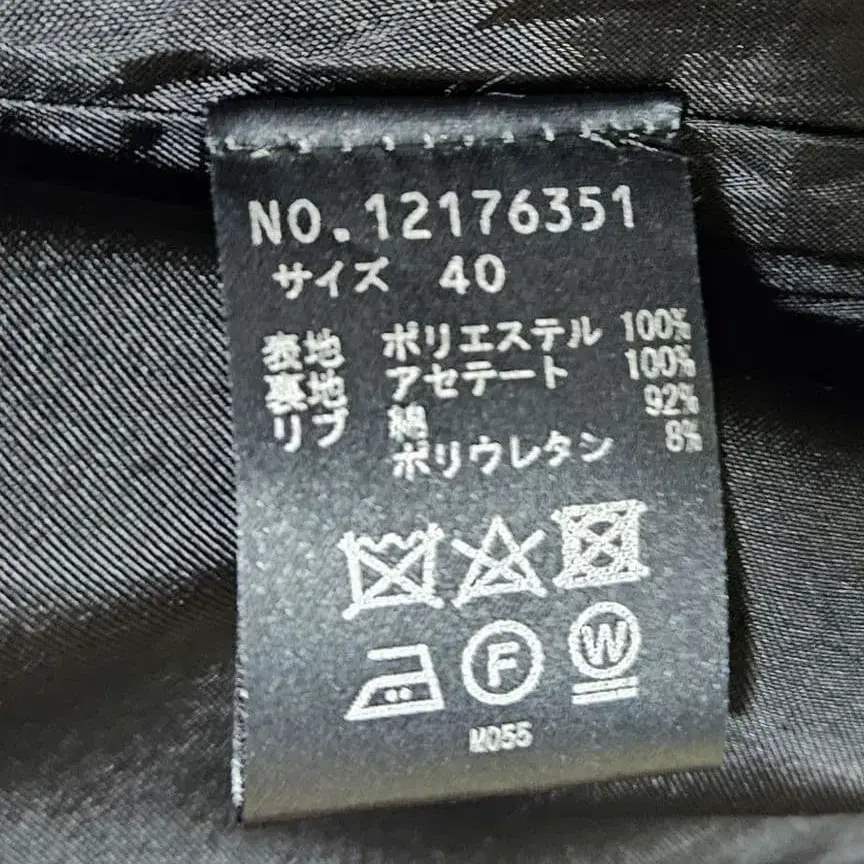 NO.12176351
サイズ 40
表地 ポリエステル 100%
裏地 アセテート 100%
リブ 綿 92%
ポリウレタン 8%
F W
M055